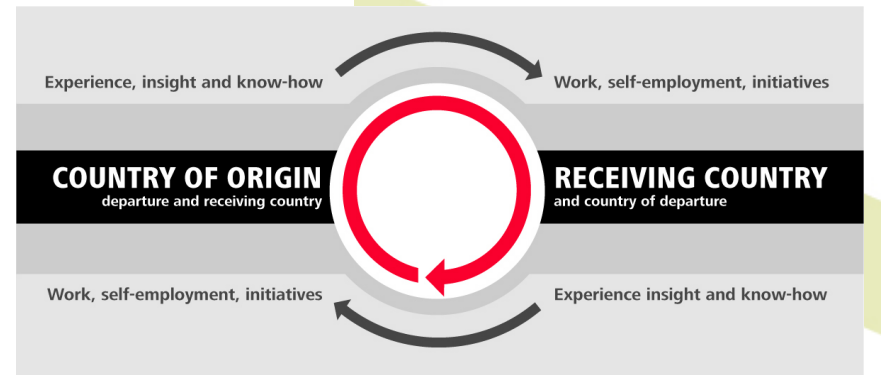 Experience, insight and know-how
Work, self-employment, initiatives
COUNTRY OF ORIGIN
departure and receiving country
RECEIVING COUNTRY
and country of departure
Work, self-employment, initiatives
Experience insight and know-how